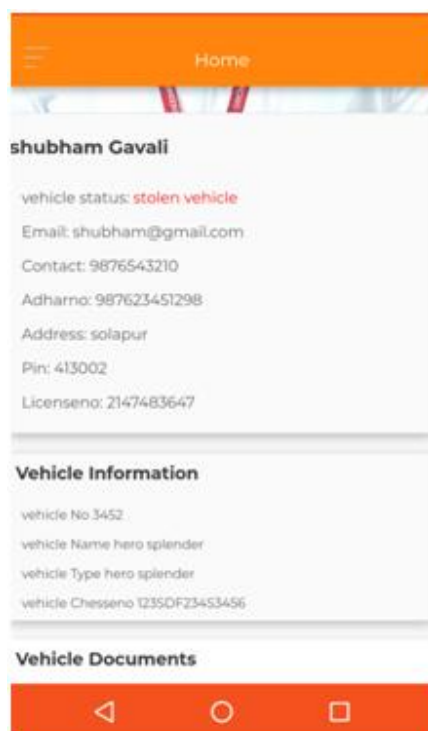 Home
shubham Gavali
vehicle status: stolen vehicle
Email: shubham@gmail.com
Contact: 9876543210
Adharno: 987623451298
Address: solapur
Pin: 413002
Licenseno: 2147483647
Vehicle Information
vehicle No 3452
vehicle Name hero splender
vehicle Type hero splender
vehicle Chesseno 1235DF23453456
Vehicle Documents